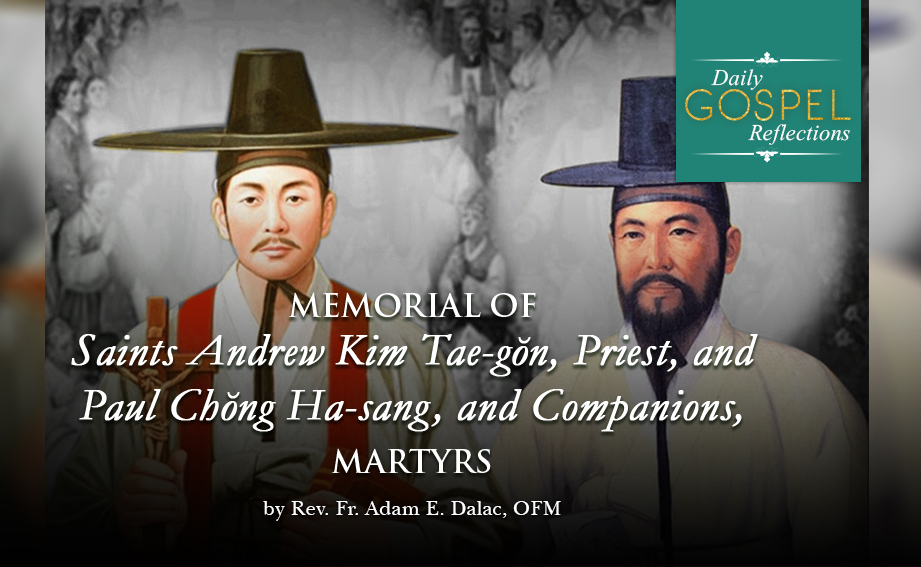 Daily
GOSPEL
Reflections
MEMORIAL OF
Saints Andrew Kim Tae-gŏn, Priest, and
Paul Chŏng Ha-sang, and Companions,
MARTYRS
by Rev. Fr. Adam E. Dalac, OFM